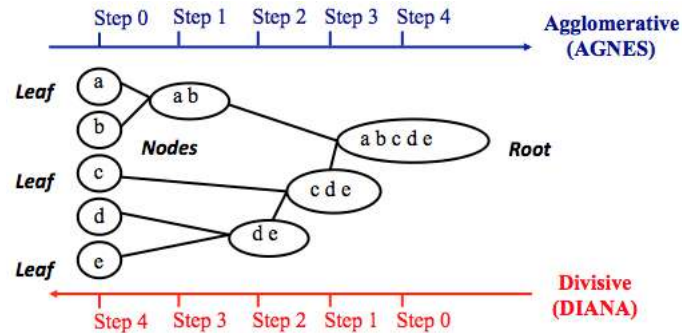 Step 0 Step 1 Step 2 Step 3 Step 4
Agglomerative
(AGNES)
Leaf
a
a b
b
Nodes
a b c d e
Root
Leaf
c
c d e
d
d e
Leaf
e
Divisive
(DIANA)
Step 4 Step 3 Step 2 Step 1 Step 0